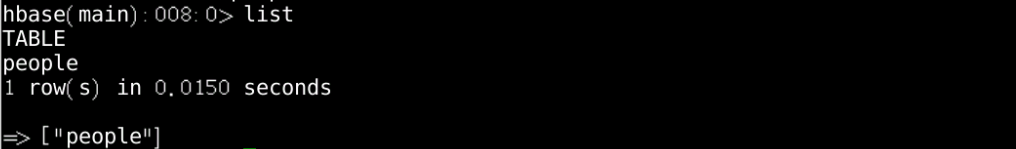 hbase(main):008:0> list
TABLE
people
1 row(s) in 0.0150 seconds
=> ["people"]